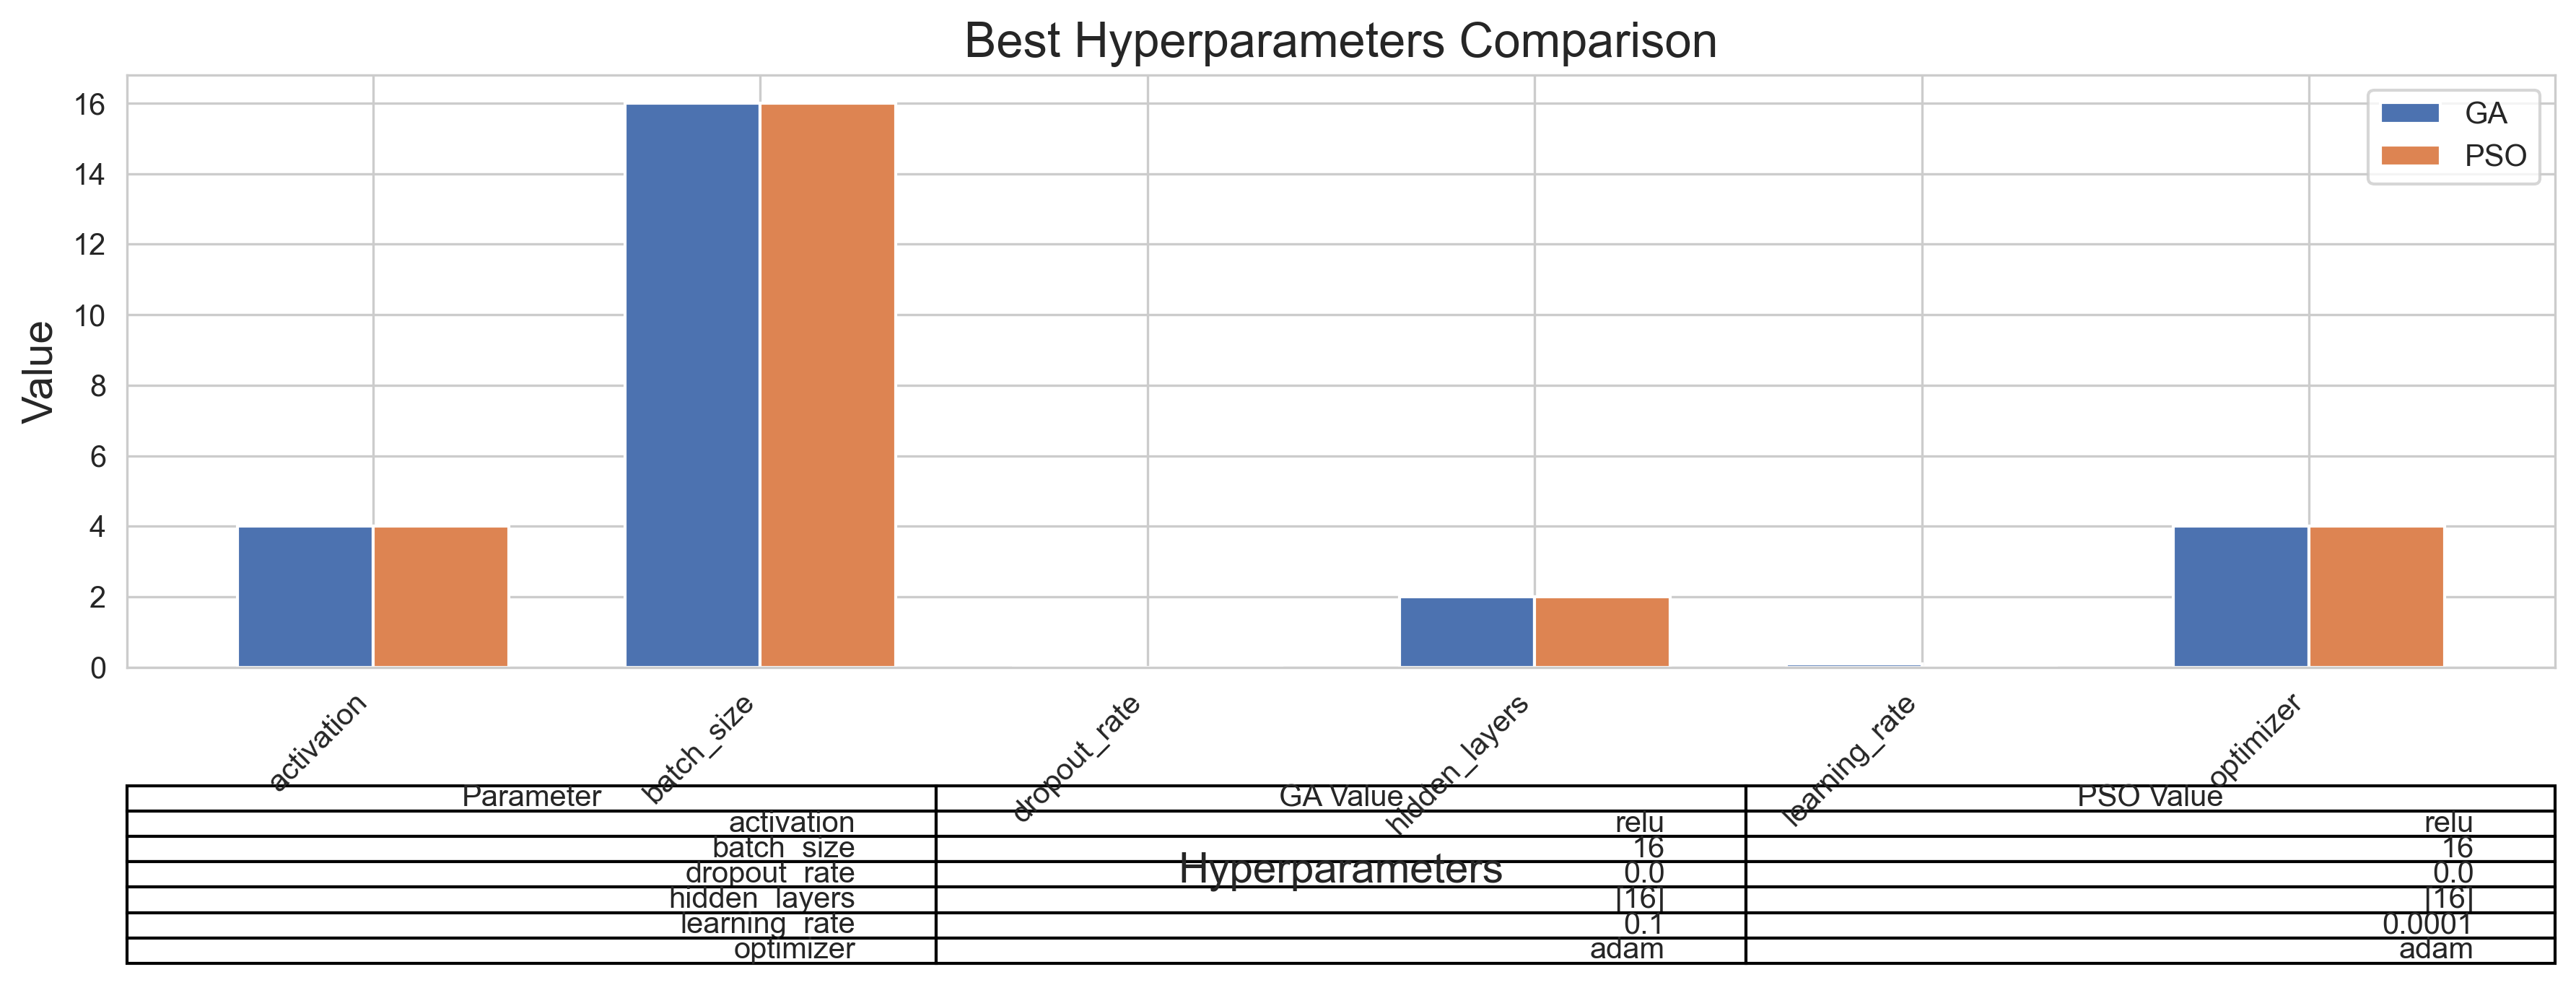 Best Hyperparameters Comparison
GA
PSO
Value
16
14
12
10
8
6
4
2
0
activation
batch_size
dropout_rate
hidden_layers
learning_rate
optimizer
Hyperparameters
Parameter GA Value PSO Value
activation relu relu
batch_size 16 16
dropout_rate 0.0 0.0
hidden_layers [16] [16]
learning_rate 0.1 0.0001
optimizer adam adam